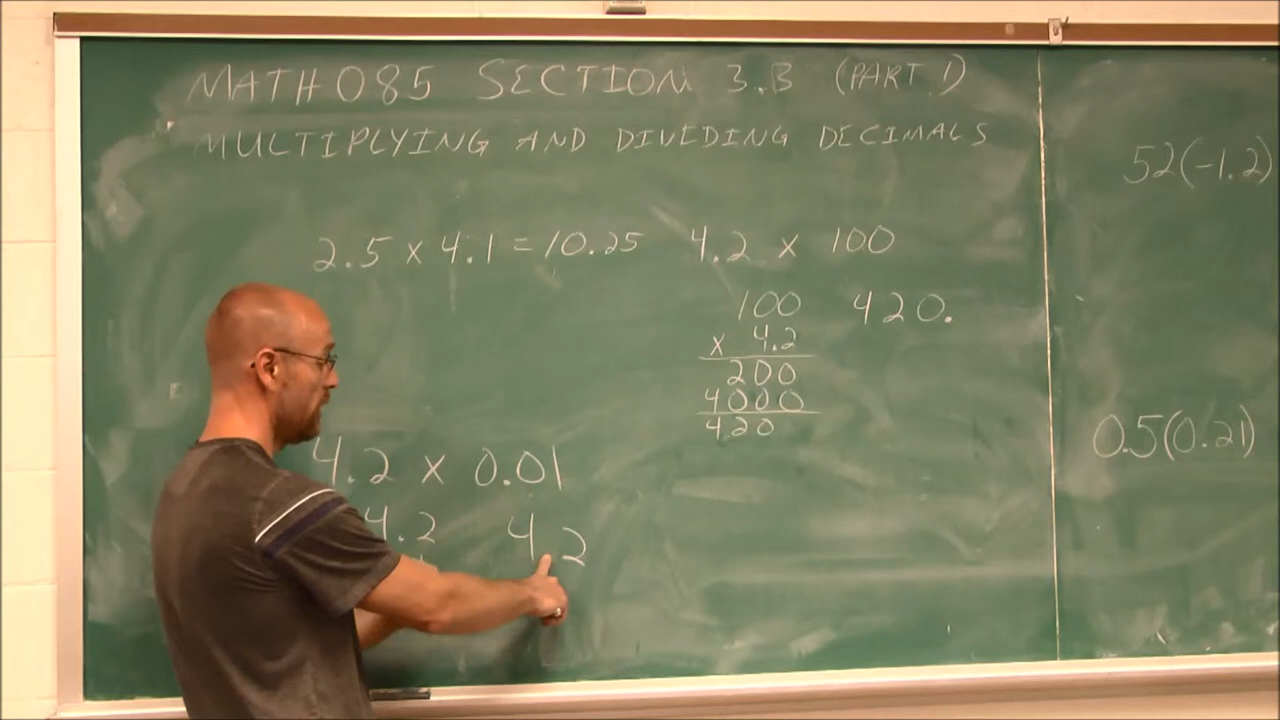 MATH 085 SECTION 3.B (PART 1)
MULTIPLYING AND DIVIDING DECIMALS
2.5 x 4.1 = 10.25
4.2 x 100
100
x 4.2
200
4000
420
420.
4.2 x 0.01
4.2
4 2
52(-1.2)
0.5(0.21)